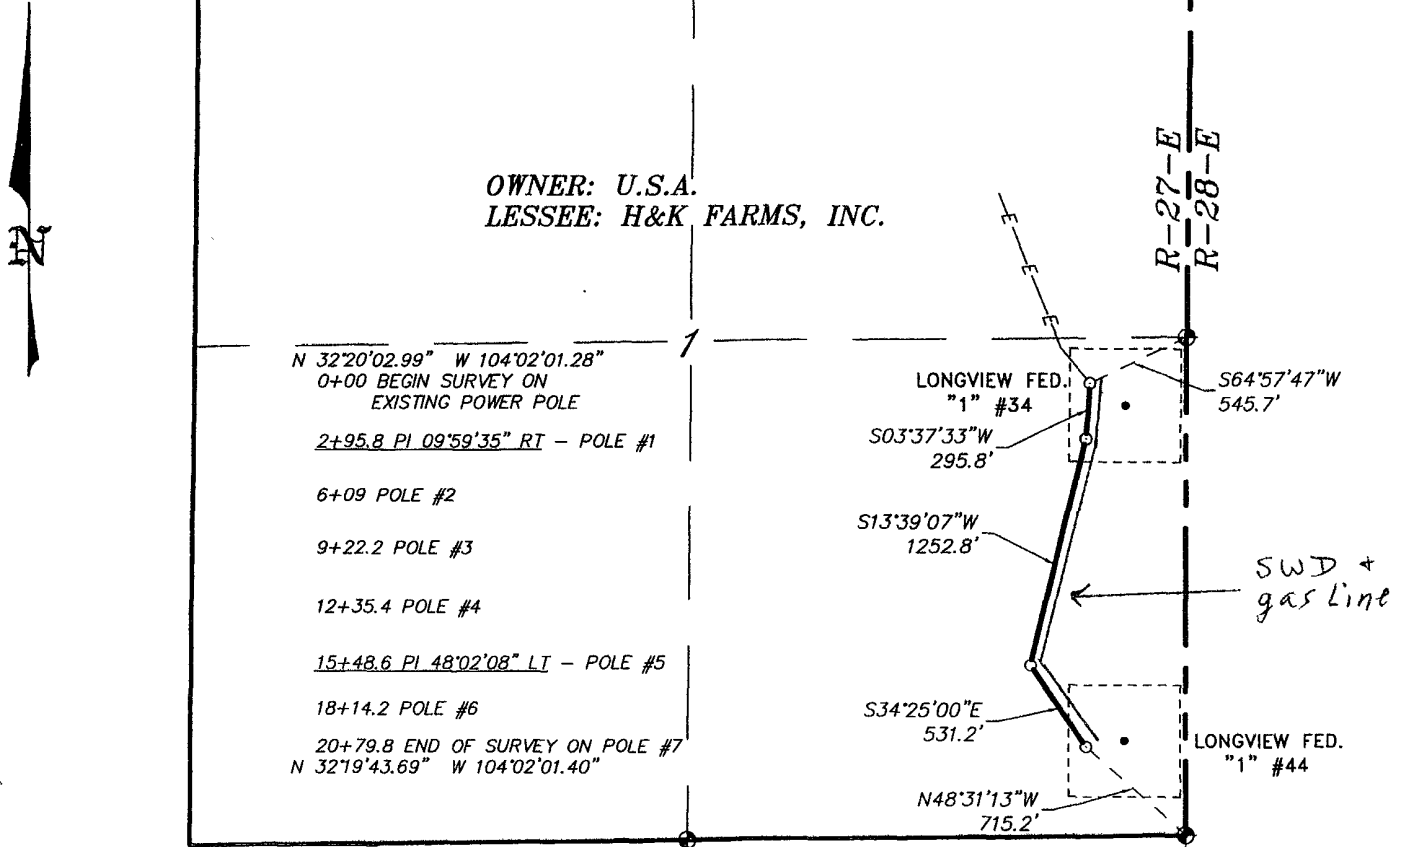 OWNER: U.S.A.
LESSEE: H&K FARMS, INC.
R-27-E
R-28-E
E
E
E
1
N 32°20'02.99" W 104°02'01.28"
0+00 BEGIN SURVEY ON
EXISTING POWER POLE
2+95.8 PI 09°59'35" RT – POLE #1
6+09 POLE #2
9+22.2 POLE #3
12+35.4 POLE #4
15+48.6 PI 48°02'08" LT – POLE #5
18+14.2 POLE #6
20+79.8 END OF SURVEY ON POLE #7
N 32°19'43.69" W 104°02'01.40"
LONGVIEW FED.
"1" #34
S64°57'47"W
545.7'
S03°37'33"W
295.8'
S13°39'07"W
1252.8'
SWD +
gas Line
S34°25'00"E
531.2'
LONGVIEW FED.
"1" #44
N48°31'13"W
715.2'